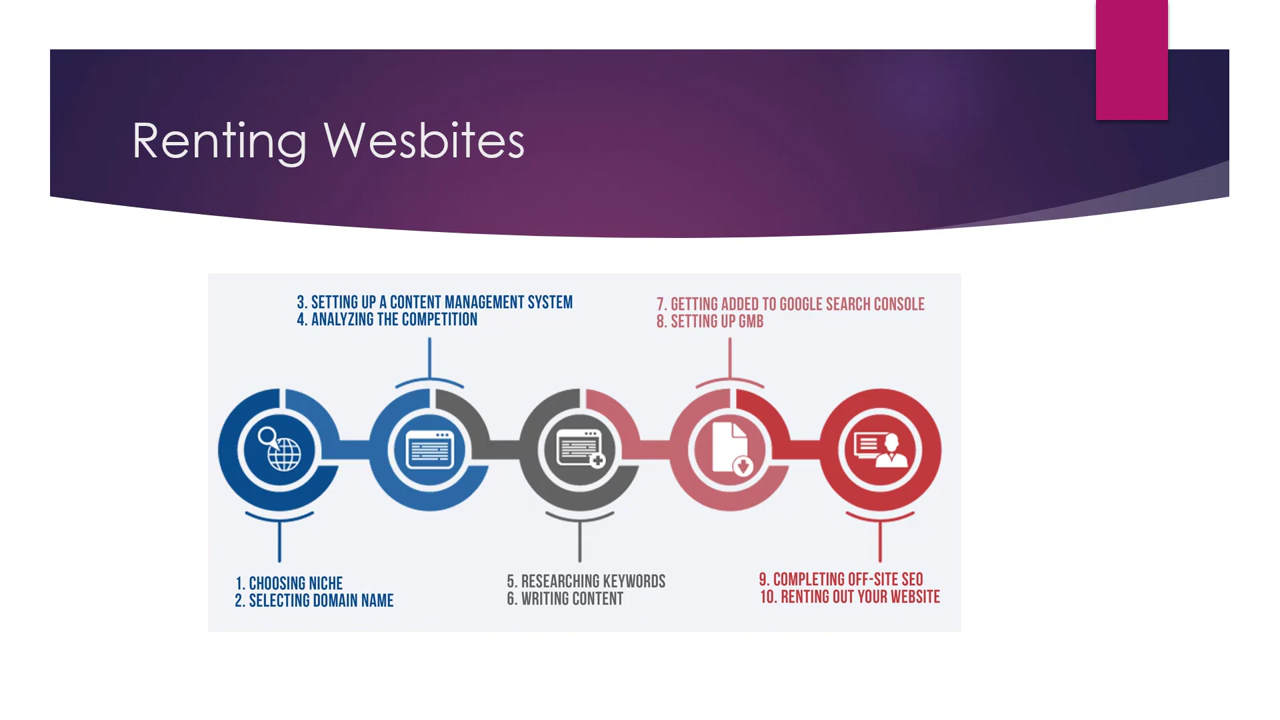 Renting Wesbites
3. SETTING UP A CONTENT MANAGEMENT SYSTEM
4. ANALYZING THE COMPETITION
7. GETTING ADDED TO GOOGLE SEARCH CONSOLE
8. SETTING UP GMB
1. CHOOSING NICHE
2. SELECTING DOMAIN NAME
5. RESEARCHING KEYWORDS
6. WRITING CONTENT
9. COMPLETING OFF-SITE SEO
10. RENTING OUT YOUR WEBSITE